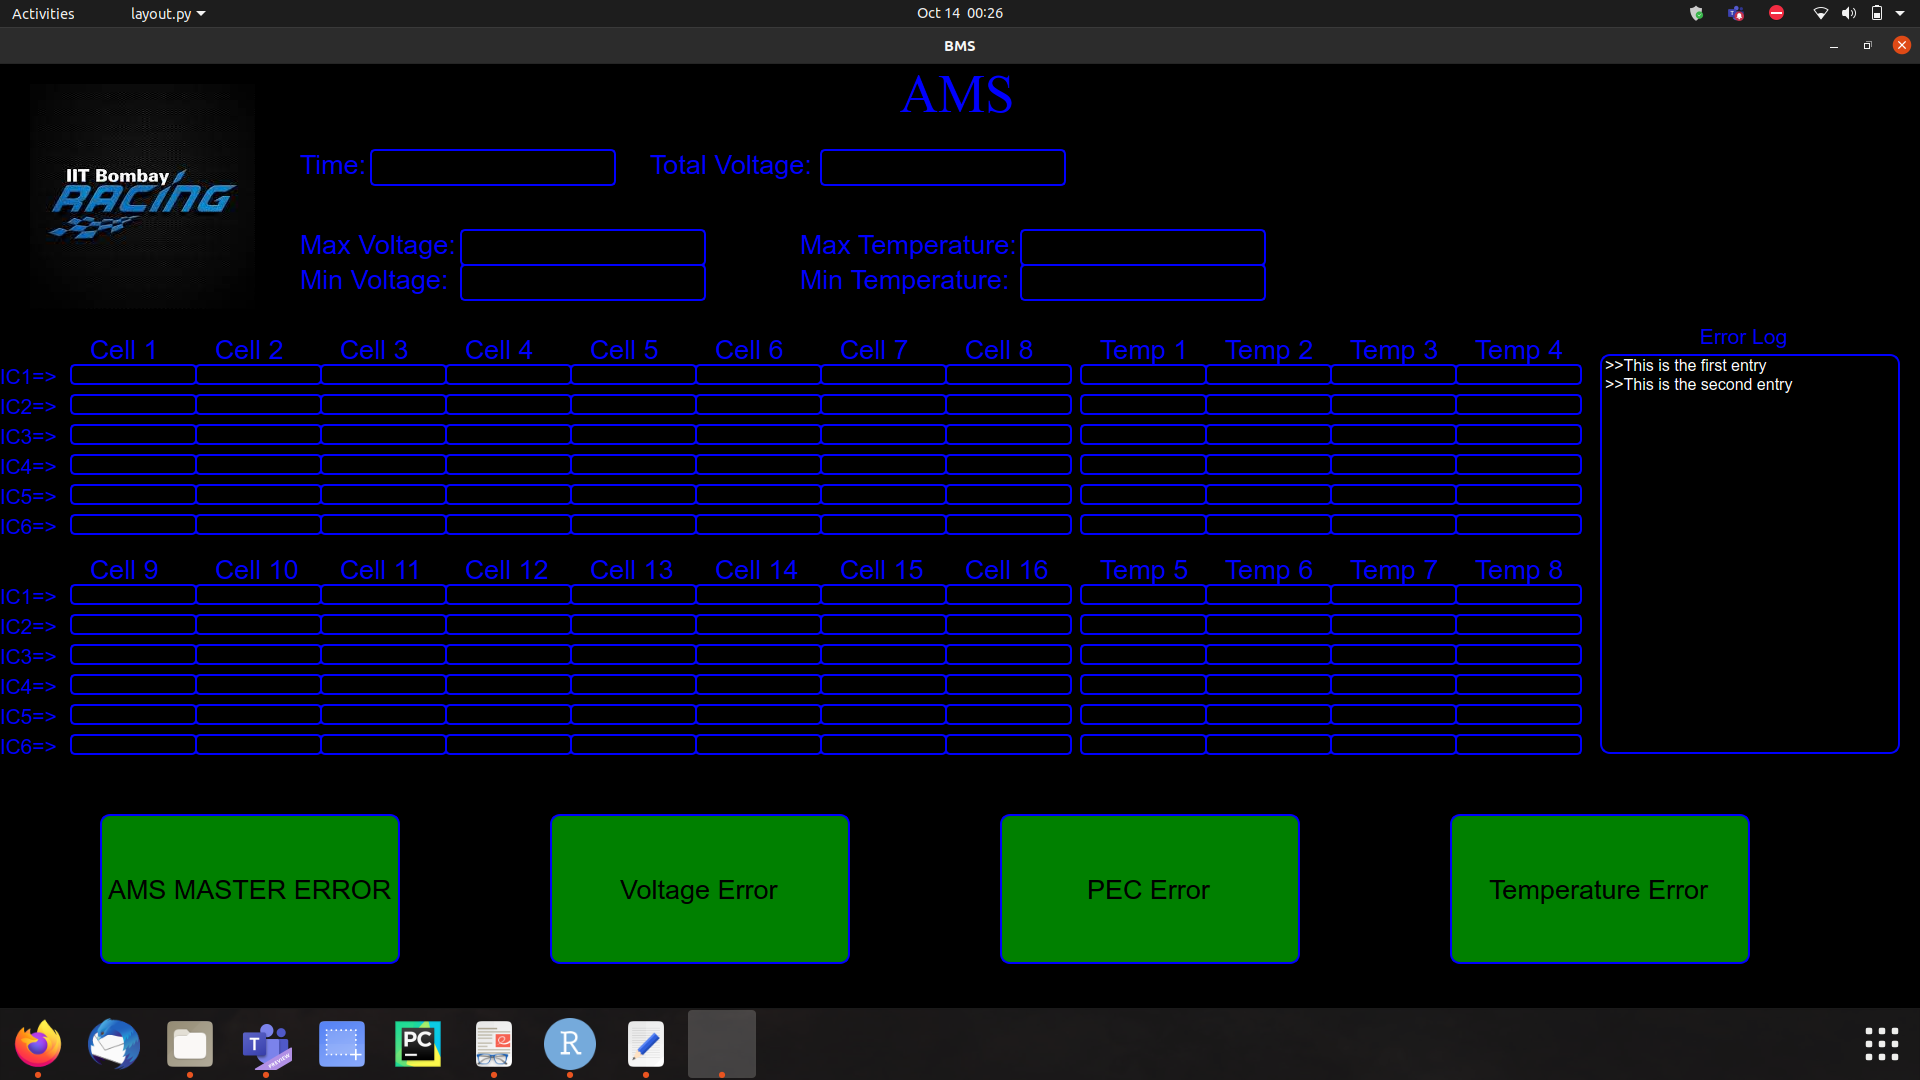 Activities
layout.py
Oct 14 00:26
BMS
AMS
IIT Bombay
RACING
Time:
Total Voltage:
Max Voltage:
Max Temperature:
Min Voltage:
Min Temperature:
Cell 1 Cell 2 Cell 3 Cell 4 Cell 5 Cell 6 Cell 7 Cell 8 Temp 1 Temp 2 Temp 3 Temp 4
IC1=>
IC2=>
IC3=>
IC4=>
IC5=>
IC6=>
Cell 9 Cell 10 Cell 11 Cell 12 Cell 13 Cell 14 Cell 15 Cell 16 Temp 5 Temp 6 Temp 7 Temp 8
IC1=>
IC2=>
IC3=>
IC4=>
IC5=>
IC6=>
Error Log
>>This is the first entry
>>This is the second entry
AMS MASTER ERROR
Voltage Error
PEC Error
Temperature Error
T
PREVIEW
PC
R